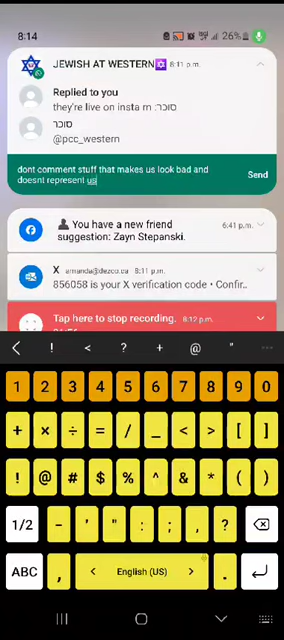 8:14
26%
JEWISH AT WESTERN 8:11 p.m.
Replied to you
they're live on insta rn :סוכר
סוכר
@pcc_western
dont comment stuff that makes us look bad and
doesnt represent us
Send
You have a new friend
suggestion: Zayn Stepanski.
6:41 p.m.
X amanda@dezco.ca • 8:11 p.m.
856058 is your X verification code • Confir..
Tap here to stop recording. 8:12 p.m.
! < ? + @ " ...
1 2 3 4 5 6 7 8 9 0
+ × ÷ = / _ < > [ ]
! @ # $ % ^ & * ( )
1/2 - ' " : ; , ?
ABC , < English (US) > .